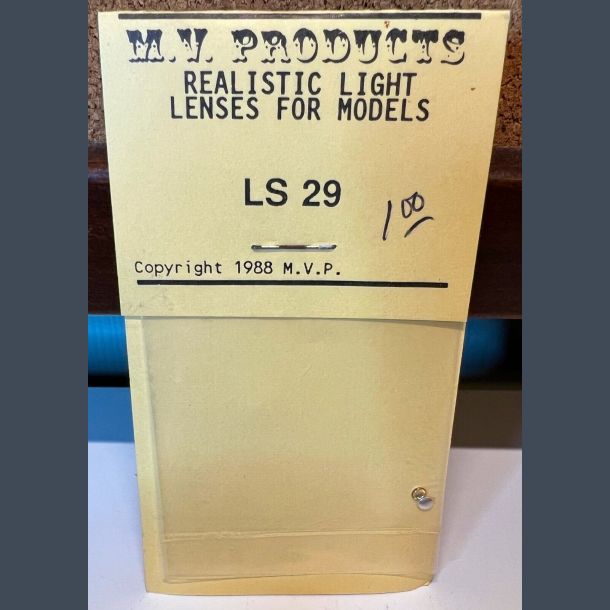 M.V. PRODUCTS
REALISTIC LIGHT
LENSES FOR MODELS
LS 29
1 00
Copyright 1988 M.V.P.